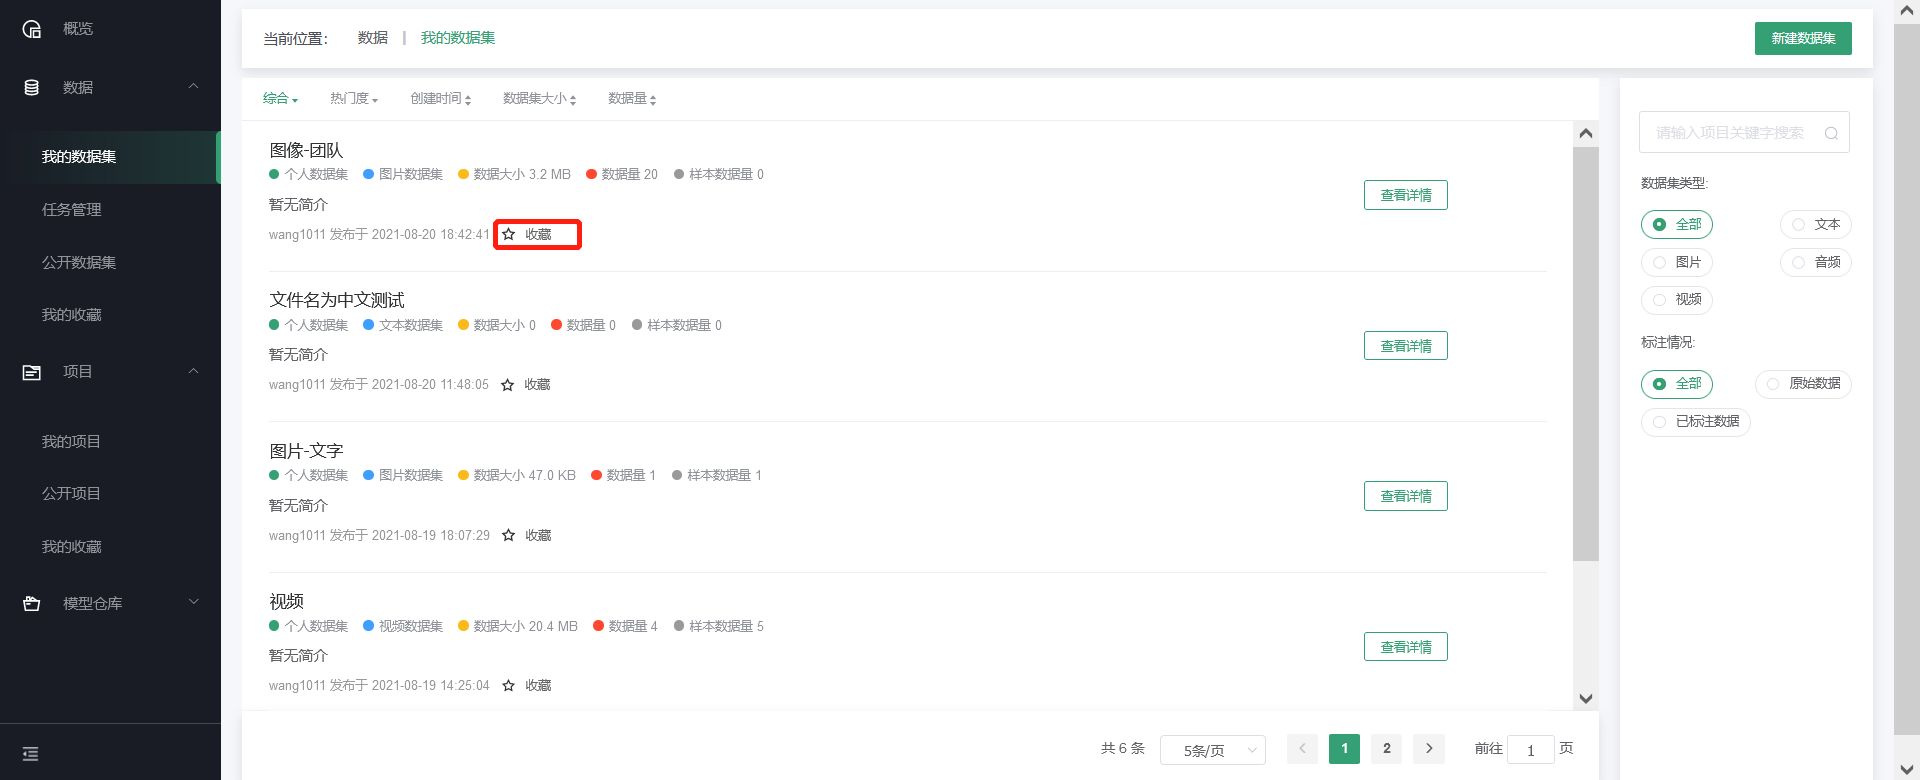 概览
数据
我的数据集
任务管理
公开数据集
我的收藏
项目
我的项目
公开项目
我的收藏
模型仓库
当前位置: 数据 | 我的数据集
新建数据集
综合 热门度 创建时间 数据集大小 数据量
图像-团队
个人数据集 图片数据集 数据大小 3.2 MB 数据量 20 样本数据量 0
暂无简介
wang1011 发布于 2021-08-20 18:42:41 收藏
查看详情
文件名为中文测试
个人数据集 文本数据集 数据大小 0 数据量 0 样本数据量 0
暂无简介
wang1011 发布于 2021-08-20 11:48:05 收藏
查看详情
图片-文字
个人数据集 图片数据集 数据大小 47.0 KB 数据量 1 样本数据量 1
暂无简介
wang1011 发布于 2021-08-19 18:07:29 收藏
查看详情
视频
个人数据集 视频数据集 数据大小 20.4 MB 数据量 4 样本数据量 5
暂无简介
wang1011 发布于 2021-08-19 14:25:04 收藏
查看详情
共 6 条 5条/页 1 2 前往 1 页
请输入项目关键字搜索
数据集类型:
全部 文本
图片 音频
视频
标注情况:
全部 原始数据
已标注数据